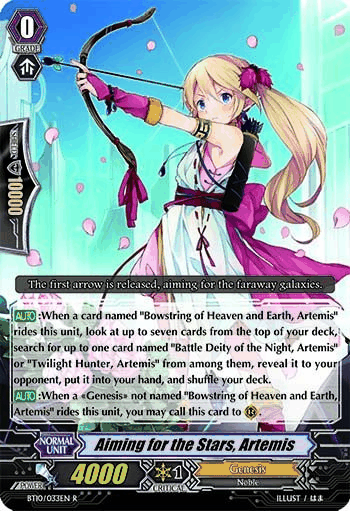 0
GRADE
SHIELD
10000
The first arrow is released, aiming for the faraway galaxies.
AUTO:When a card named "Bowstring of Heaven and Earth, Artemis"
rides this unit, look at up to seven cards from the top of your deck,
search for up to one card named "Battle Deity of the Night, Artemis"
or "Twilight Hunter, Artemis" from among them, reveal it to your
opponent, put it into your hand, and shuffle your deck.
AUTO:When a «Genesis» not named "Bowstring of Heaven and Earth,
Artemis" rides this unit, you may call this card to
NORMAL
UNIT
Aiming for the Stars, Artemis
POWER
4000
1
CRITICAL
Genesis
Noble
BT10/033EN R
ILLUST / はま